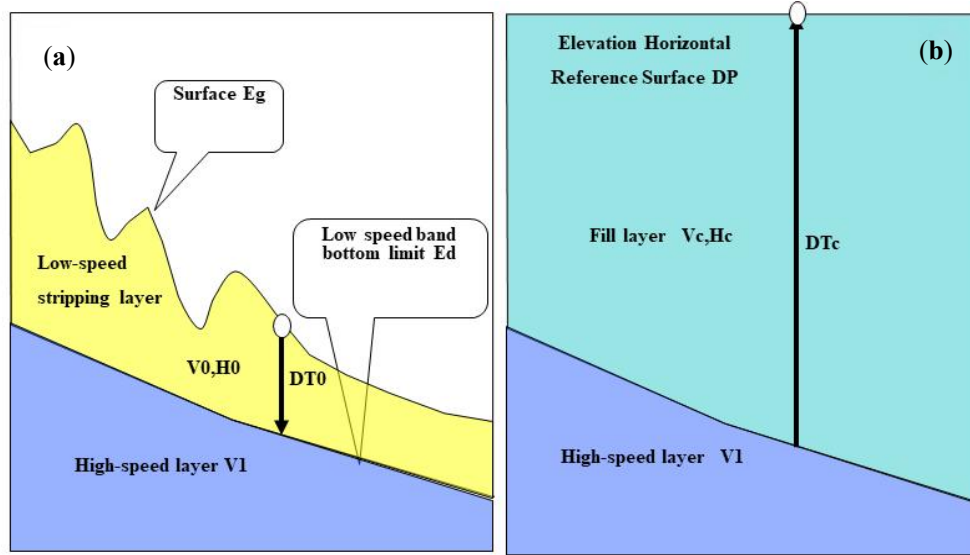 (a)
Surface Eg
Low speed band
bottom limit Ed
Low-speed
stripping layer
V0,H0
DT0
High-speed layer V1
(b)
Elevation Horizontal
Reference Surface DP
Fill layer Vc,Hc
DTc
High-speed layer V1